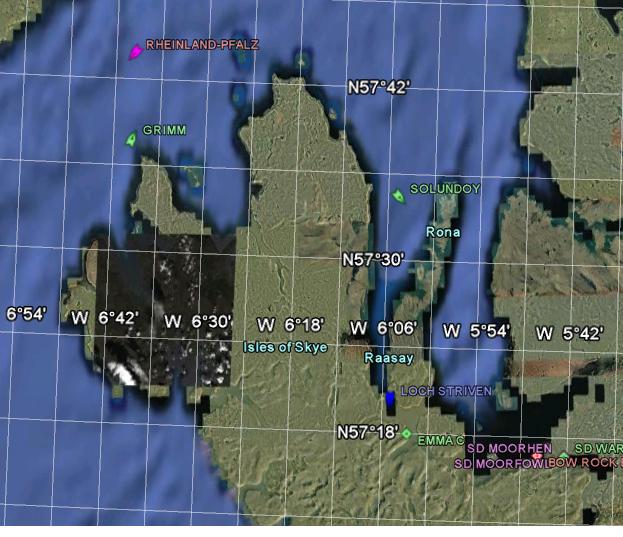 RHEINLAND-PFALZ
N57°42'
GRIMM
SOLUNDOY
Rona
N57°30'
6°54' W 6°42' W 6°30' W 6°18' W 6°06' W 5°54' W 5°42'
Isles of Skye
Raasay
LOCH STRIVEN
N57°18'
EMMA C
SD MOORHEN SD WAR
SD MOORFOWL BOW ROCK